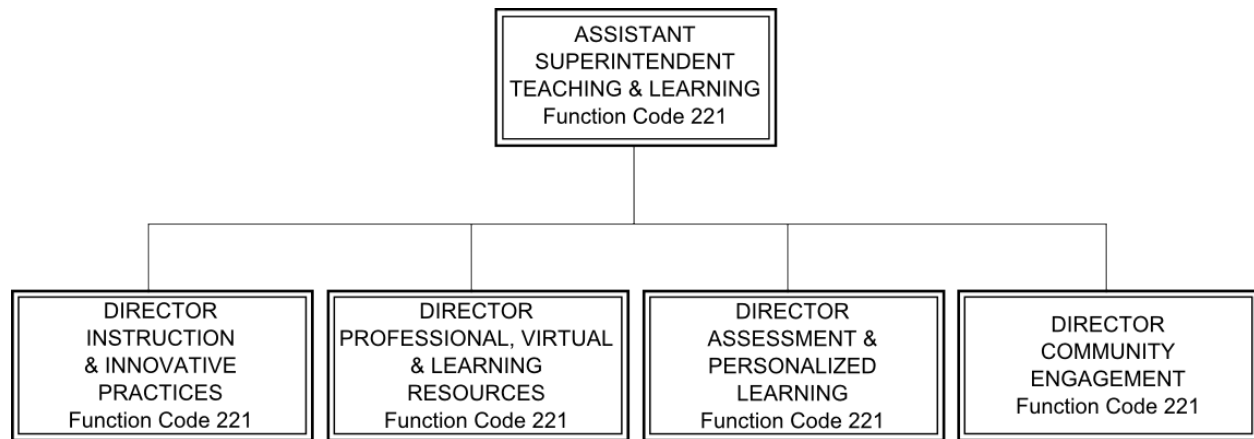 ASSISTANT
SUPERINTENDENT
TEACHING & LEARNING
Function Code 221
DIRECTOR
INSTRUCTION
& INNOVATIVE
PRACTICES
Function Code 221
DIRECTOR
PROFESSIONAL, VIRTUAL
& LEARNING
RESOURCES
Function Code 221
DIRECTOR
ASSESSMENT &
PERSONALIZED
LEARNING
Function Code 221
DIRECTOR
COMMUNITY
ENGAGEMENT
Function Code 221